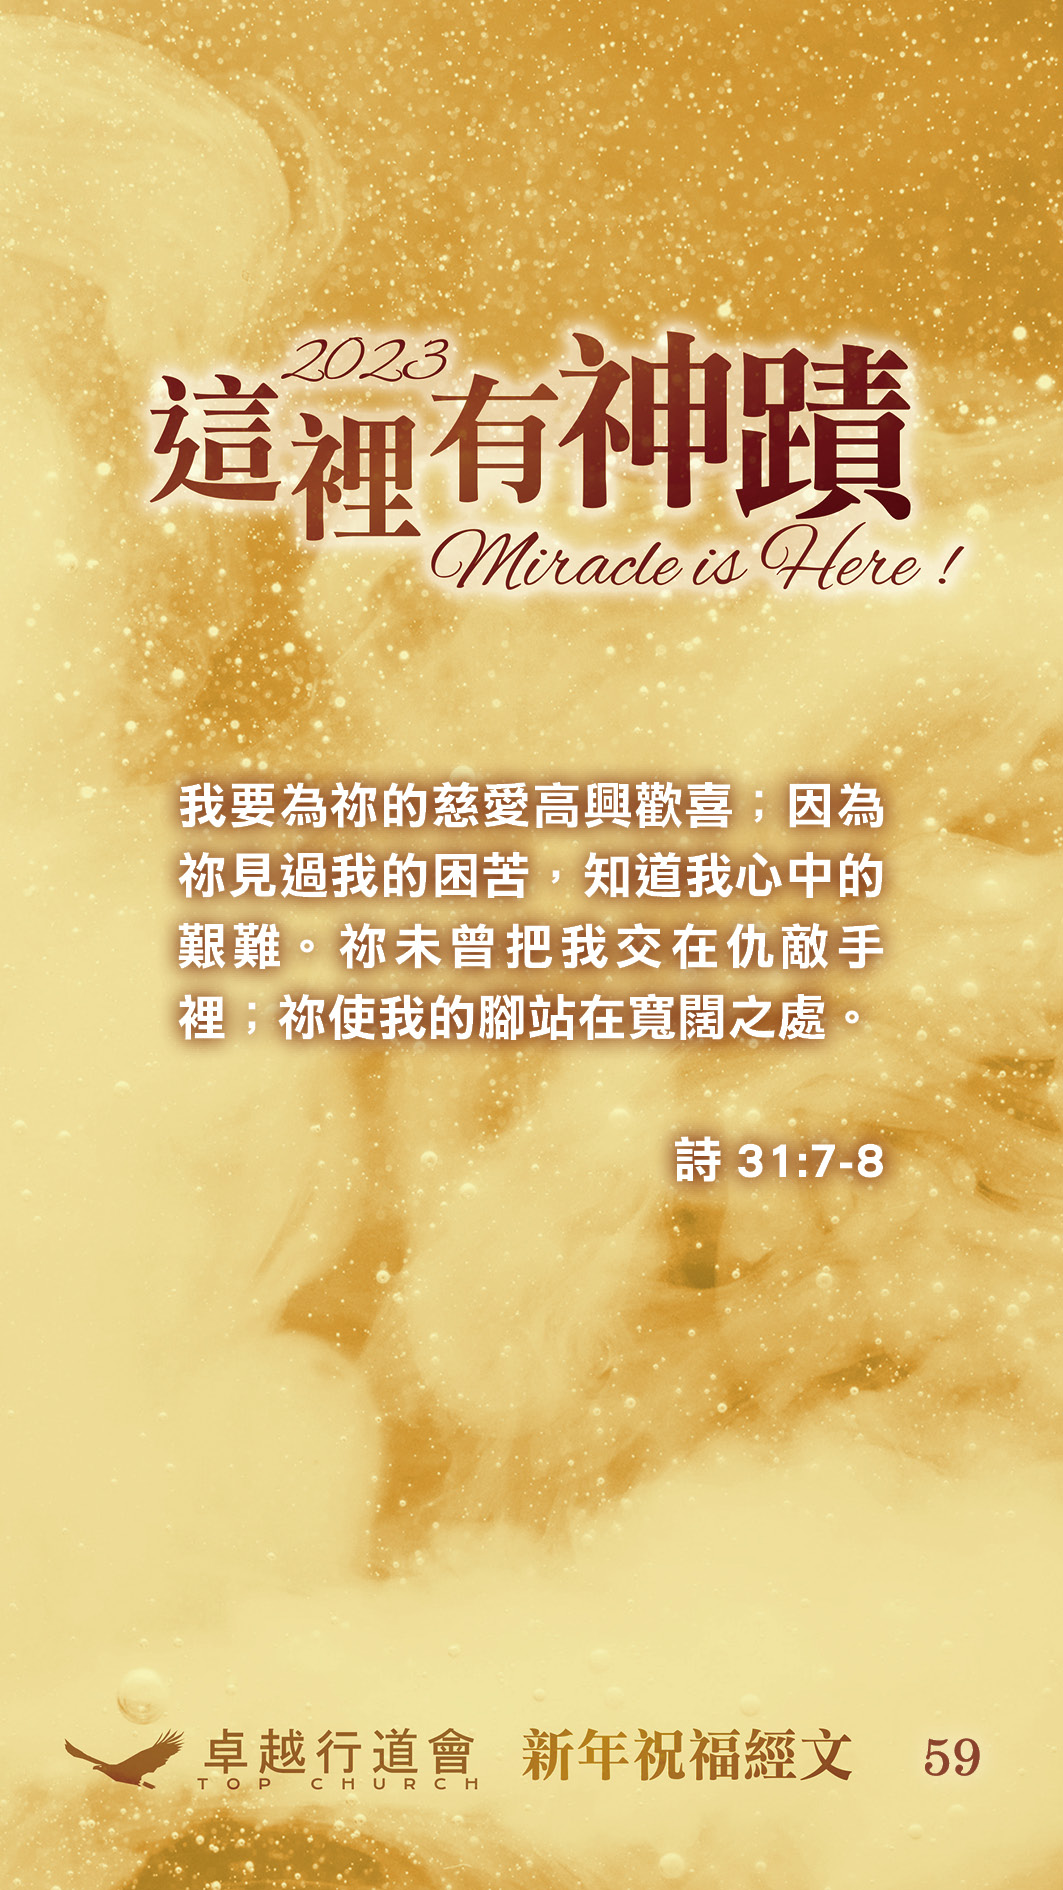 2023
這裡有神蹟
Miracle is Here !
我要為祢的慈愛高興歡喜；因為
祢見過我的困苦，知道我心中的
艱難。祢未曾把我交在仇敵手
裡；祢使我的腳站在寬闊之處。
詩 31:7-8
卓越行道會
TOP CHURCH
新年祝福經文
59